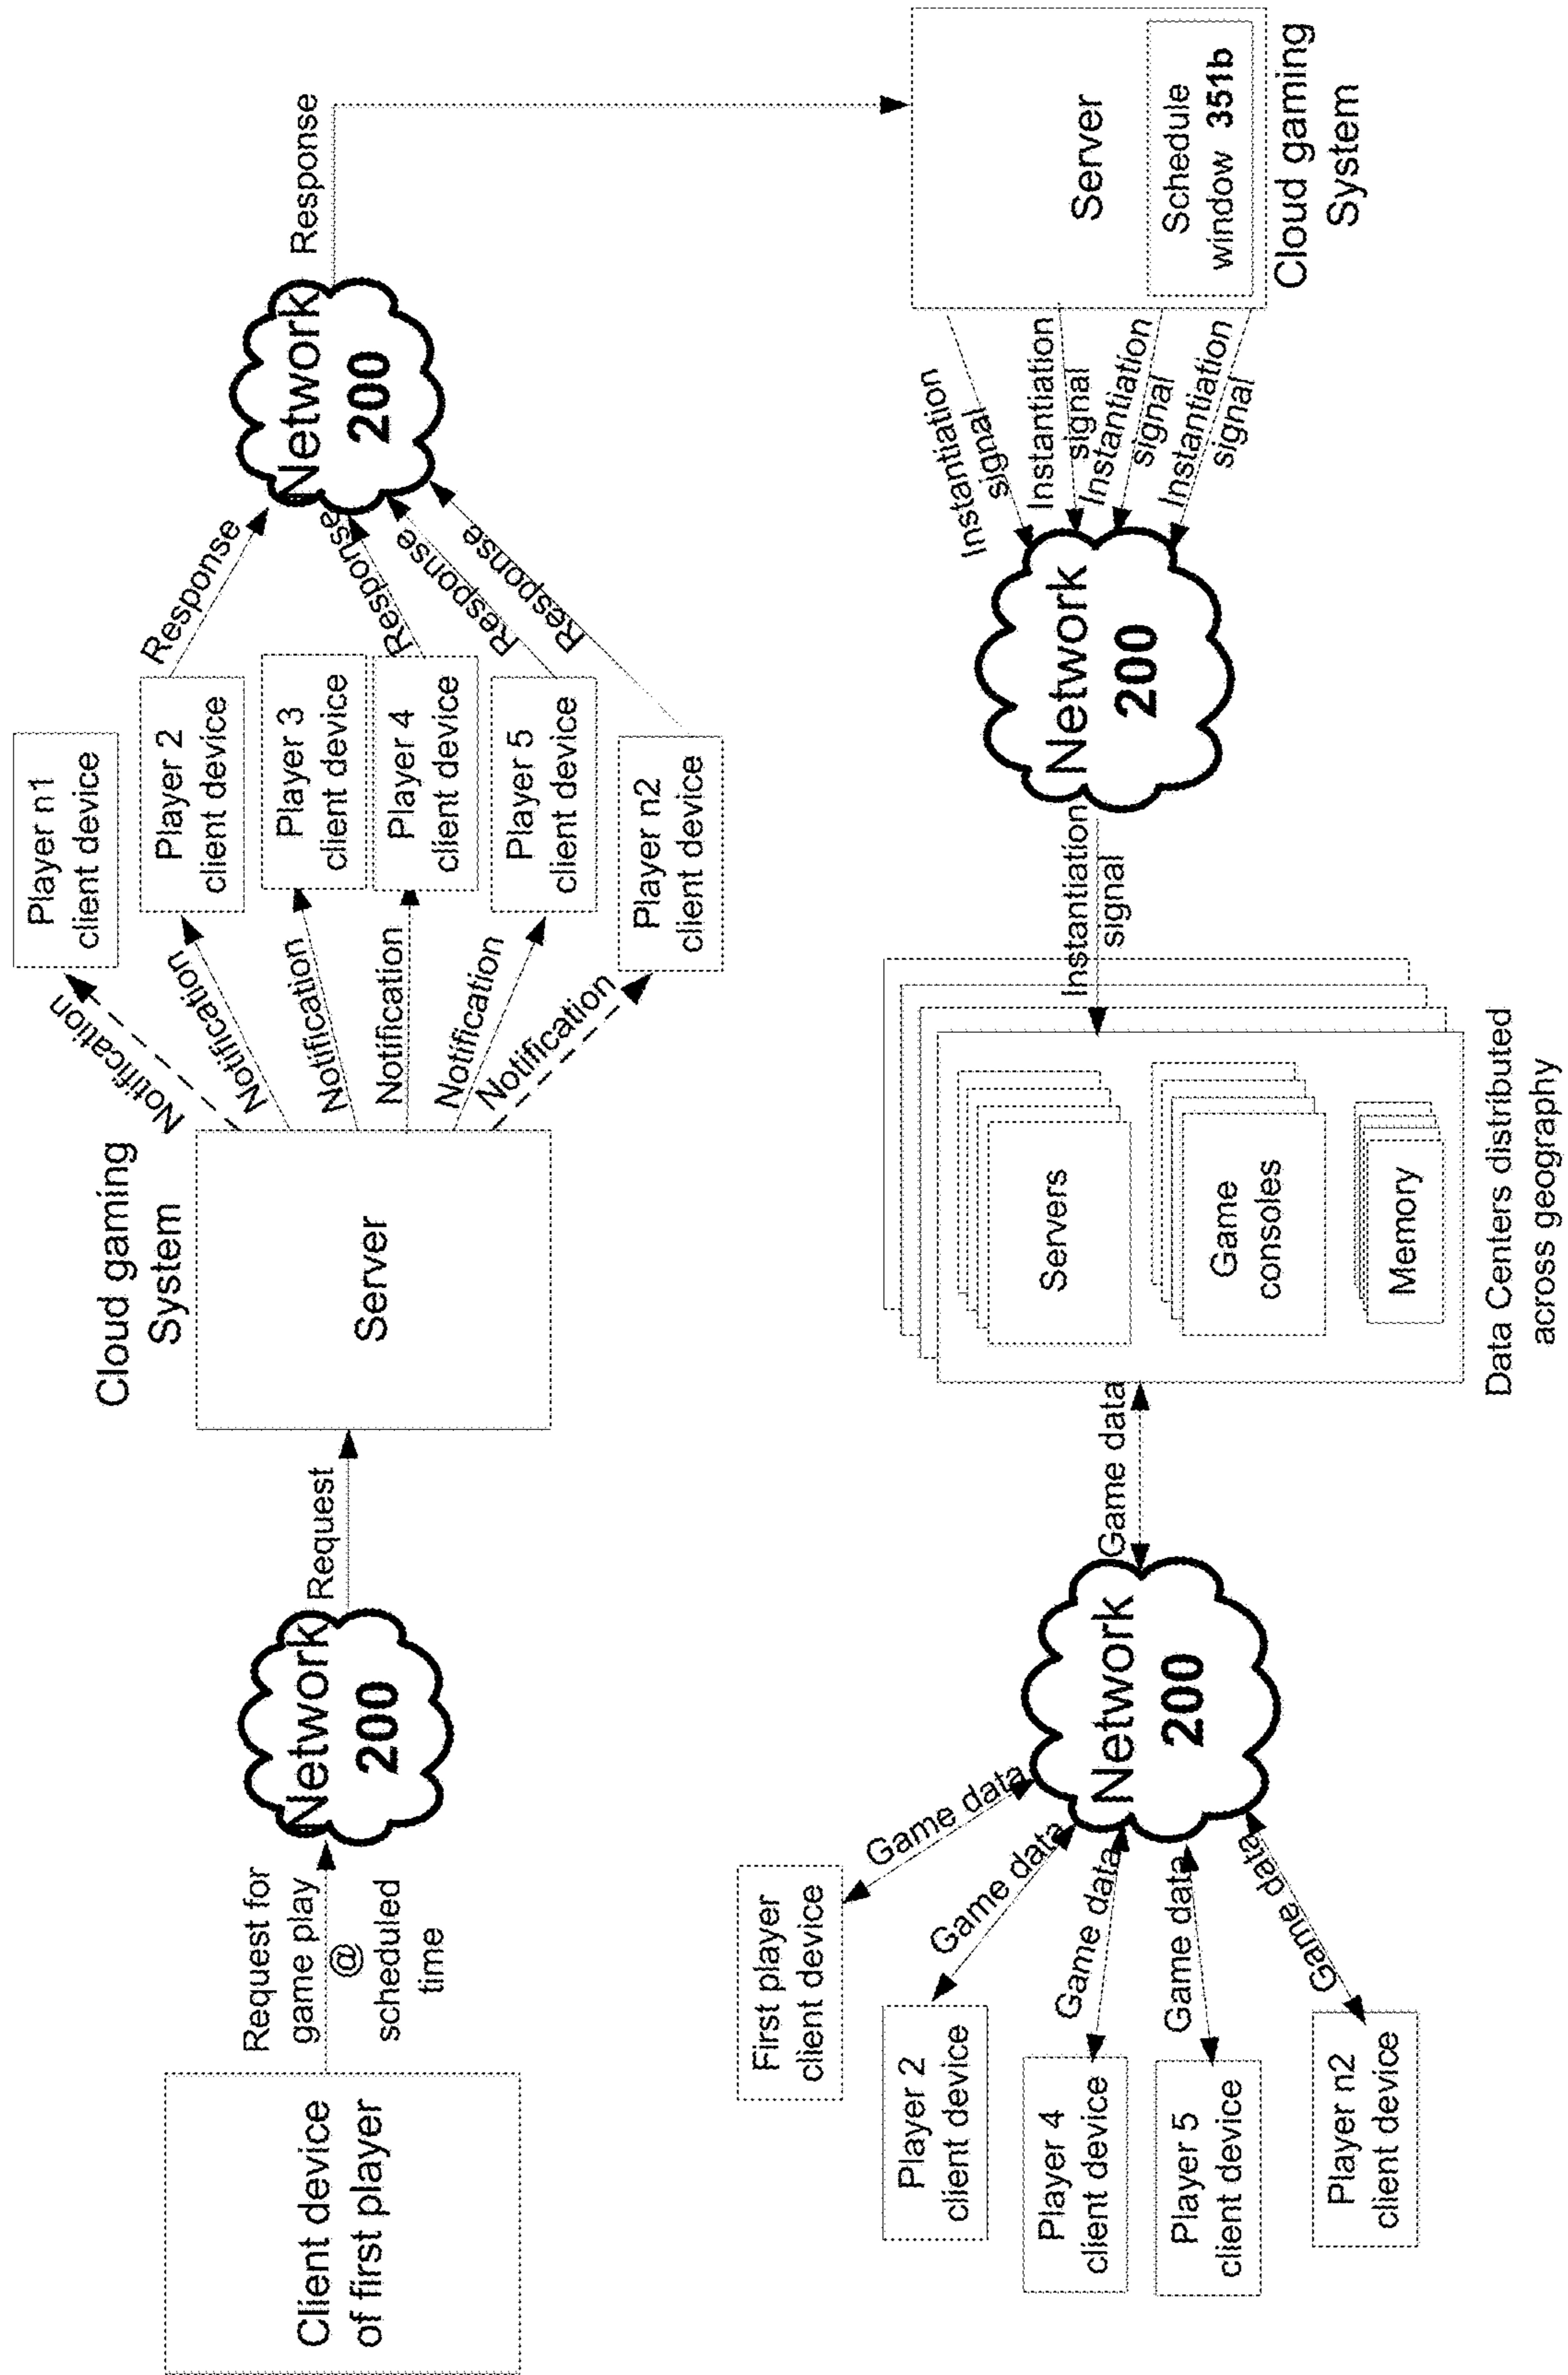 Client device
of first player
Request for
game play
@
scheduled
time
Network
200
Request
Cloud gaming
System
Server
Notification
Notification
Notification
Notification
Notification
Notification
Player n1
client device
Player 2
client device
Player 3
client device
Player 4
client device
Player 5
client device
Player n2
client device
Response
Response
Response
Response
Network
200
Response
First player
client device
Player 2
client device
Player 4
client device
Player 5
client device
Player n2
client device
Game data
Game data
Game data
Game data
Game data
Network
200
Game data
Servers
Game
consoles
Memory
Data Centers distributed
across geography
Instantiation
signal
Network
200
Instantiation
signal
Instantiation
signal
Instantiation
signal
Instantiation
signal
Server
Schedule
window 351b
Cloud gaming
System